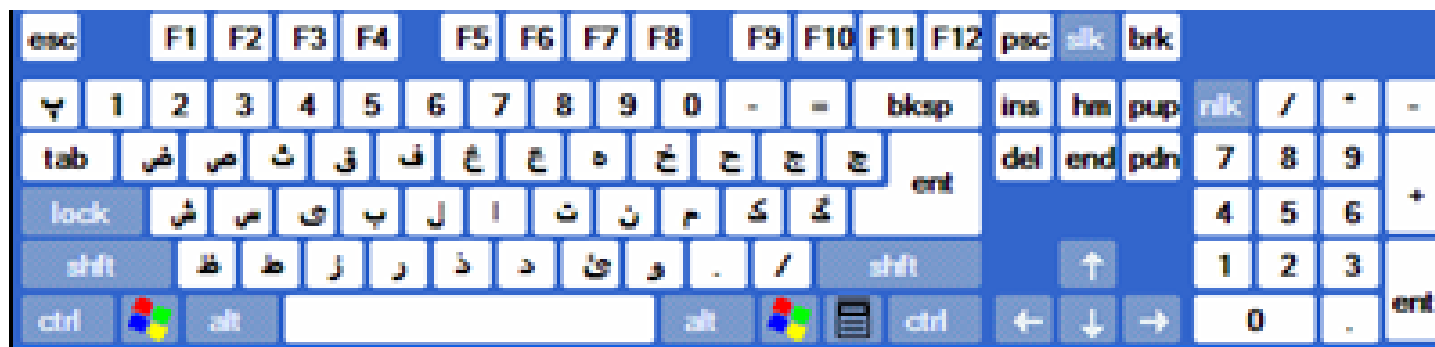 esc F1 F2 F3 F4 F5 F6 F7 F8 F9 F10 F11 F12 psc slk brk
پ 1 2 3 4 5 6 7 8 9 0 - = bksp ins hm pup nlk / * -
tab ض ص ث ق ف غ ع ه خ ح ج چ ent del end pdn 7 8 9 +
lock ش س ی ب ل ا ت ن م ک گ 4 5 6
shft ظ ط ز ر ذ د ئ و . / shft ↑ 1 2 3 ent
ctrl alt alt ctrl ← ↓ → 0 .